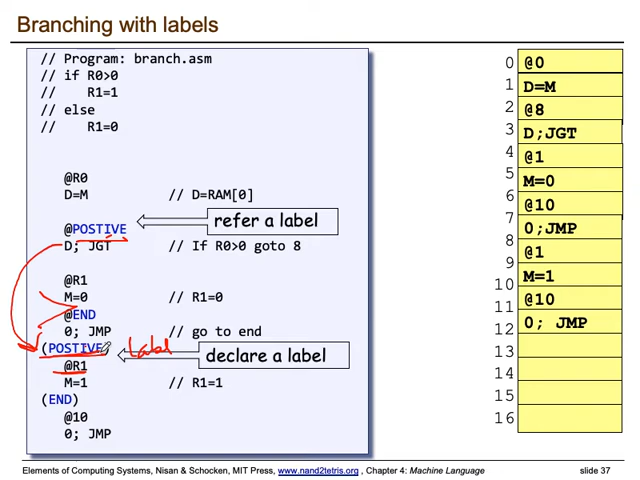 Branching with labels
// Program: branch.asm
// if R0>0
//    R1=1
// else
//    R1=0
@R0
D=M // D=RAM[0]
@POSTIVE
refer a label
D; JGT // If R0>0 goto 8
@R1
M=0 // R1=0
@END
0; JMP // go to end
(POSTIVE)
Label
declare a label
@R1
M=1 // R1=1
(END)
@10
0; JMP
0 @0
1 D=M
2 @8
3 D;JGT
4 @1
5 M=0
6 @10
7 0;JMP
8 @1
9 M=1
10 @10
11 0; JMP
12
13
14
15
16
Elements of Computing Systems, Nisan & Schocken, MIT Press, www.nand2tetris.org , Chapter 4: Machine Language slide 37